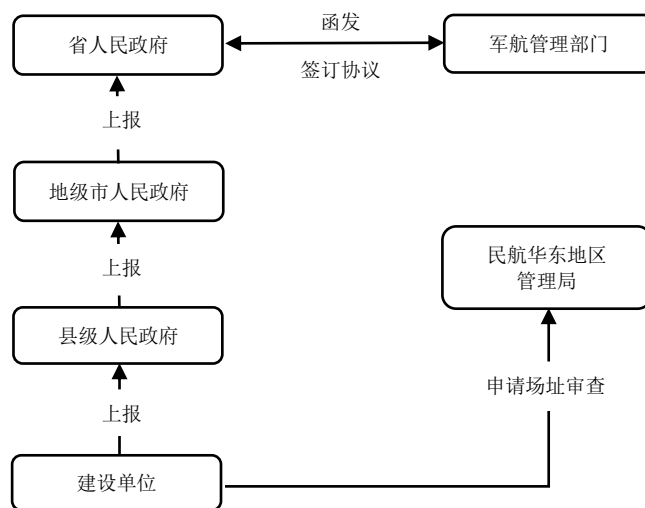 函发
省人民政府
军航管理部门
签订协议
上报
地级市人民政府
民航华东地区
管理局
上报
县级人民政府
申请场址审查
上报
建设单位